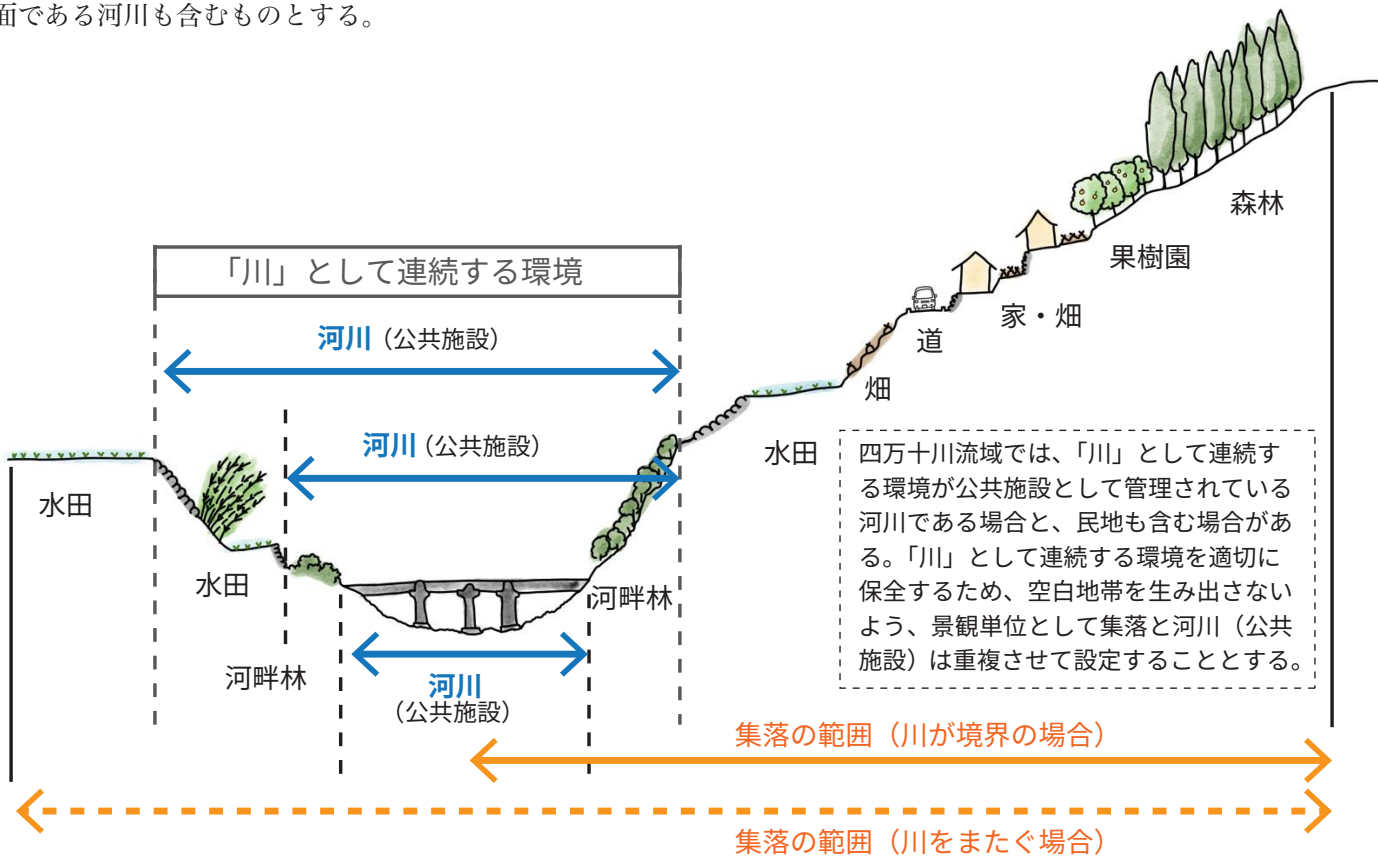 面である河川も含むものとする。
森林
果樹園
家・畑
道
畑
水田
「川」として連続する環境
河川（公共施設）
河川（公共施設）
水田
水田
河畔林
河畔林
河川
（公共施設）
四万十川流域では、「川」として連続す
る環境が公共施設として管理されている
河川である場合と、民地も含む場合があ
る。「川」として連続する環境を適切に
保全するため、空白地帯を生み出さない
よう、景観単位として集落と河川（公共
施設）は重複させて設定することとする。
集落の範囲（川が境界の場合）
集落の範囲（川をまたぐ場合）